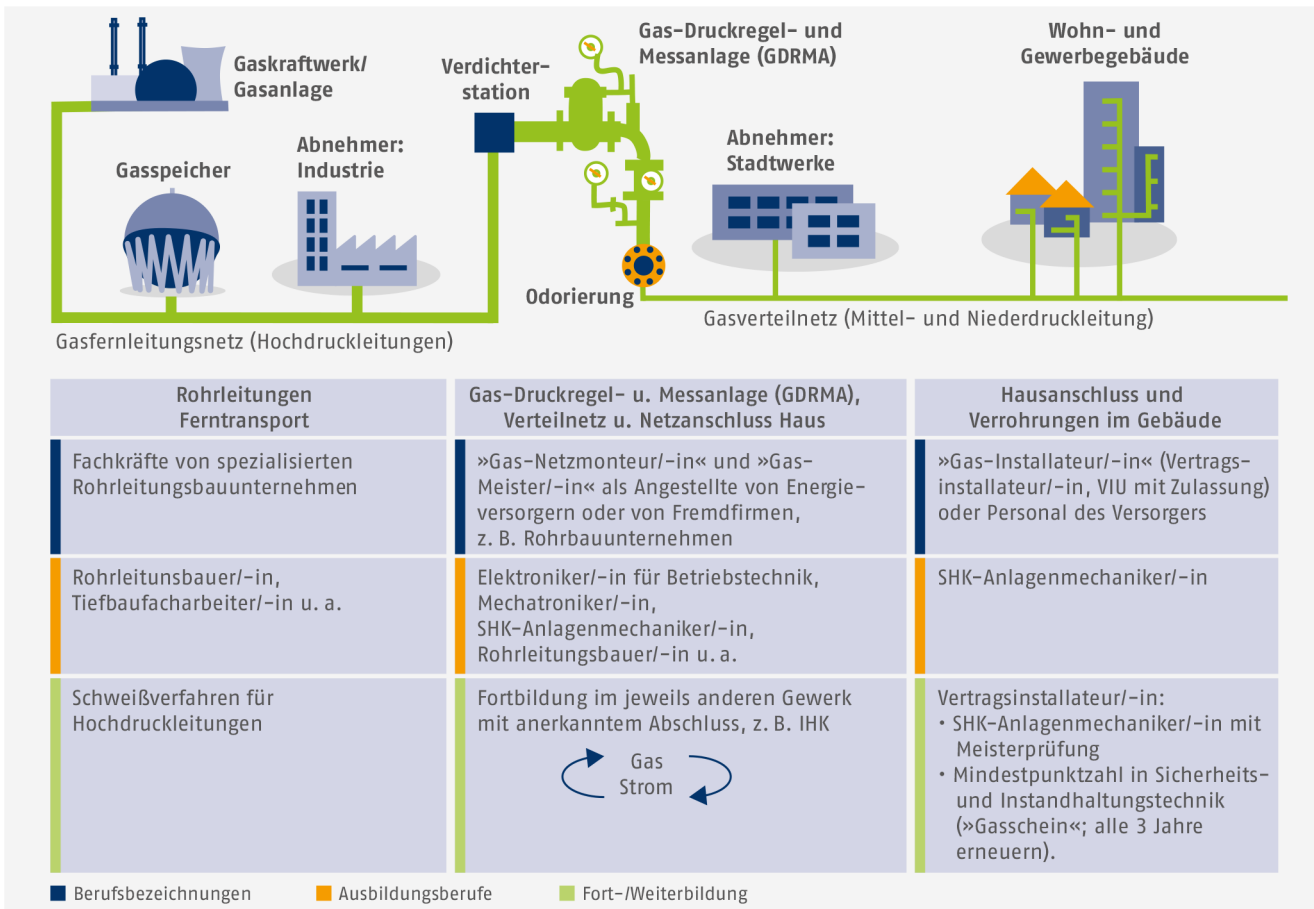 Gaskraftwerk/
Gasanlage
Verdichter-
station
Gas-Druckregel- und
Messanlage (GDRMA)
Wohn- und
Gewerbegebäude
Gasspeicher
Abnehmer:
Industrie
Abnehmer:
Stadtwerke
Odorierung
Gasfernleitungsnetz (Hochdruckleitungen)
Gasverteilnetz (Mittel- und Niederdruckleitung)
Rohrleitungen
Ferntransport
Gas-Druckregel- u. Messanlage (GDRMA),
Verteilnetz u. Netzanschluss Haus
Hausanschluss und
Verrohrungen im Gebäude
Fachkräfte von spezialisierten
Rohrleitungsbauunternehmen
»Gas-Netzmonteur/-in« und »Gas-
Meister/-in« als Angestellte von Energie-
versorgern oder von Fremdfirmen,
z. B. Rohrbauunternehmen
»Gas-Installateur/-in« (Vertrags-
installateur/-in, VIU mit Zulassung)
oder Personal des Versorgers
Rohrleitunsbauer/-in,
Tiefbaufacharbeiter/-in u. a.
Elektroniker/-in für Betriebstechnik,
Mechatroniker/-in,
SHK-Anlagenmechaniker/-in,
Rohrleitungsbauer/-in u. a.
SHK-Anlagenmechaniker/-in
Schweißverfahren für
Hochdruckleitungen
Fortbildung im jeweils anderen Gewerk
mit anerkanntem Abschluss, z. B. IHK
Gas
Strom
Vertragsinstallateur/-in:
• SHK-Anlagenmechaniker/-in mit
Meisterprüfung
• Mindestpunktzahl in Sicherheits-
und Instandhaltungstechnik
(»Gasschein«; alle 3 Jahre
erneuern).
Berufsbezeichnungen
Ausbildungsberufe
Fort-/Weiterbildung